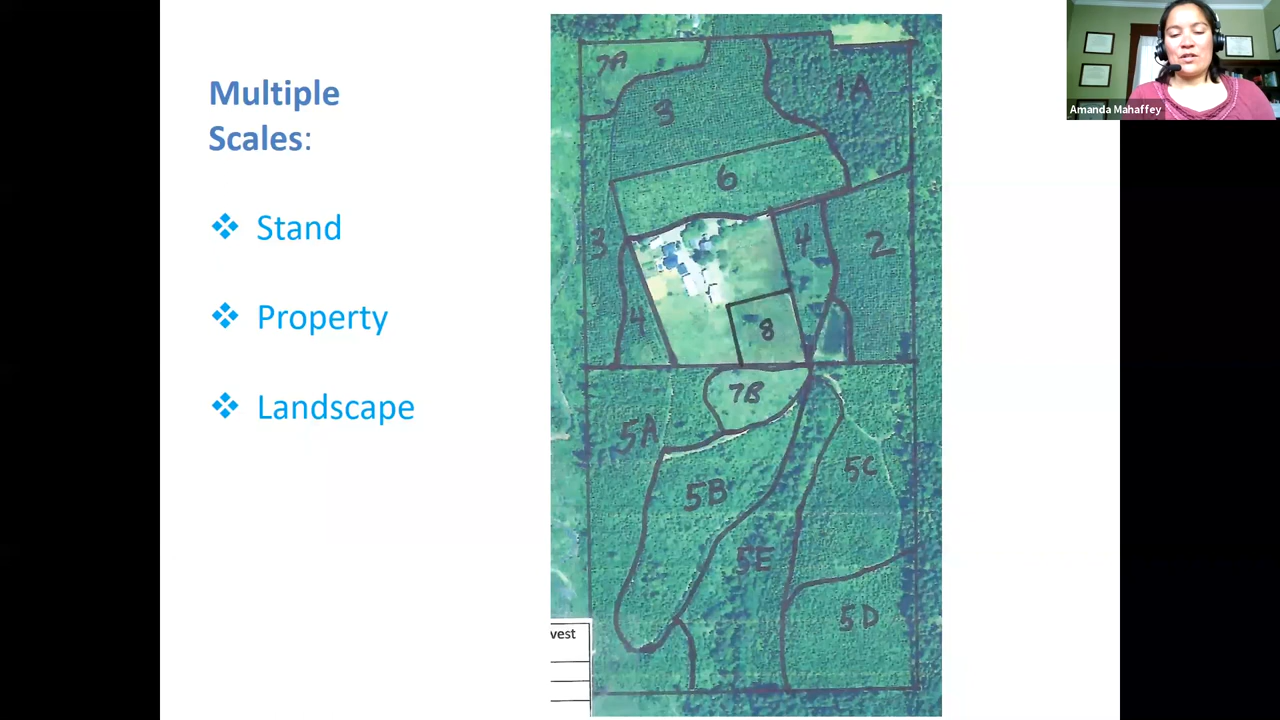 Multiple
Scales:
❖ Stand
❖ Property
❖ Landscape
7A
3
1A
6
3
4
2
4
8
7B
5A
5B
5C
5E
5D
vest
Amanda Mahaffey